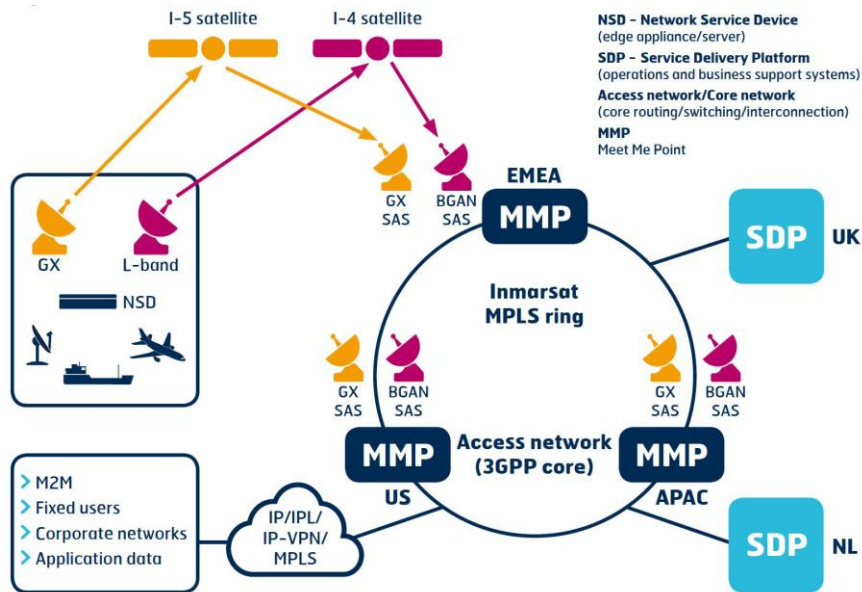 I-5 satellite
I-4 satellite
NSD – Network Service Device
(edge appliance/server)
SDP – Service Delivery Platform
(operations and business support systems)
Access network/Core network
(core routing/switching/interconnection)
MMP
Meet Me Point
GX
SAS
BGAN
SAS
EMEA
MMP
SDP
UK
GX
L-band
NSD
Inmarsat
MPLS ring
GX
SAS
BGAN
SAS
GX
SAS
BGAN
SAS
MMP
US
Access network
(3GPP core)
MMP
APAC
M2M
Fixed users
Corporate networks
Application data
IP/IPL/
IP-VPN/
MPLS
SDP
NL